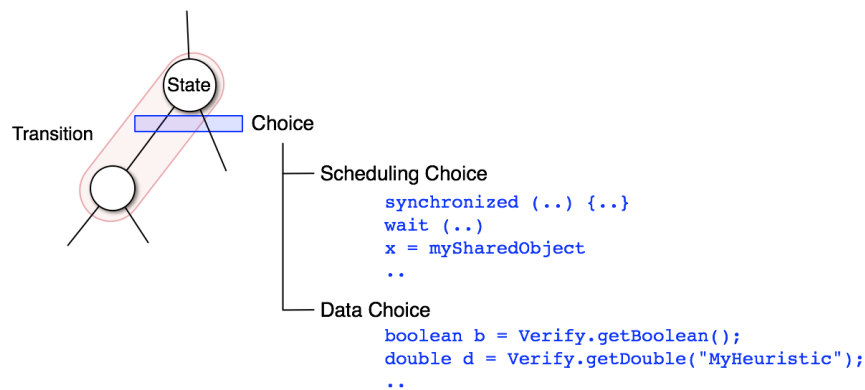 State
Transition
Choice
Scheduling Choice
synchronized (..) {..}
wait (..)
x = mySharedObject
..
Data Choice
boolean b = Verify.getBoolean();
double d = Verify.getDouble("MyHeuristic");
..